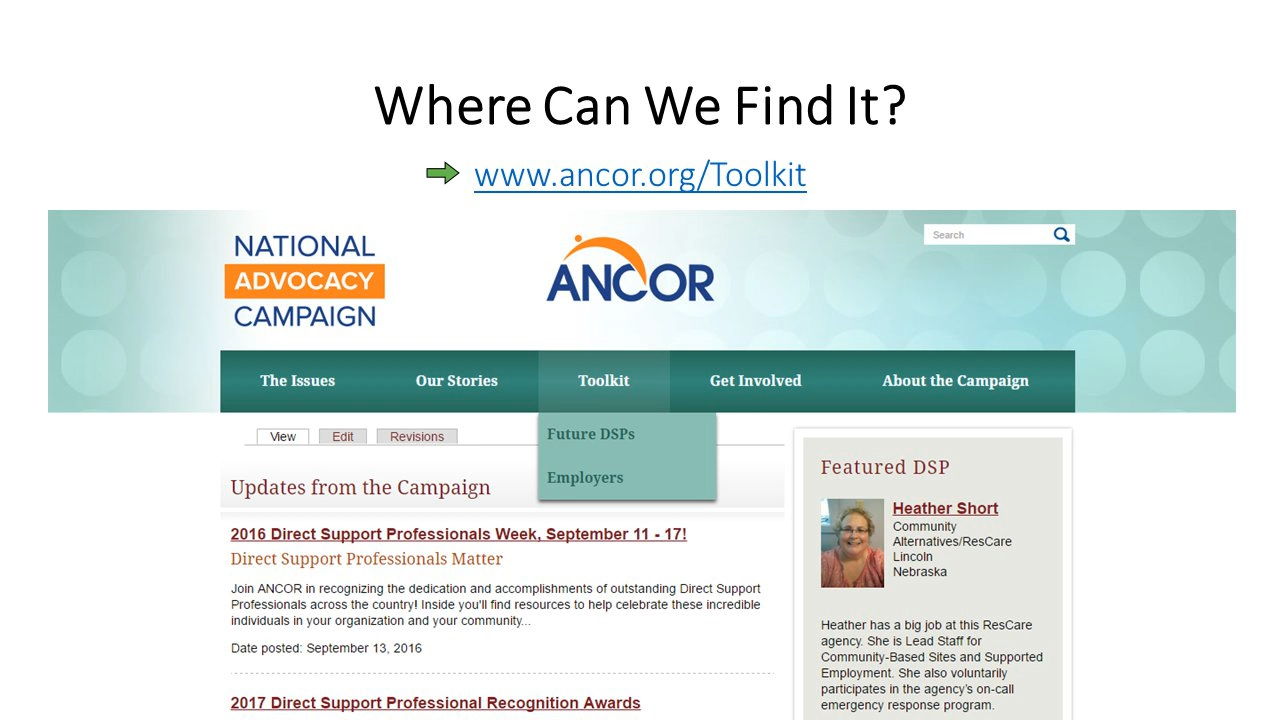 Where Can We Find It?
www.ancor.org/Toolkit
NATIONAL
ADVOCACY
CAMPAIGN
ANCOR
Search
The Issues
Our Stories
Toolkit
Get Involved
About the Campaign
Future DSPs
Employers
View
Edit
Revisions
Updates from the Campaign
2016 Direct Support Professionals Week, September 11 - 17!
Direct Support Professionals Matter
Join ANCOR in recognizing the dedication and accomplishments of outstanding Direct Support
Professionals across the country! Inside you'll find resources to help celebrate these incredible
individuals in your organization and your community...
Date posted: September 13, 2016
2017 Direct Support Professional Recognition Awards
Featured DSP
Heather Short
Community
Alternatives/ResCare
Lincoln
Nebraska
Heather has a big job at this ResCare
agency. She is Lead Staff for
Community-Based Sites and Supported
Employment. She also voluntarily
participates in the agency's on-call
emergency response program.